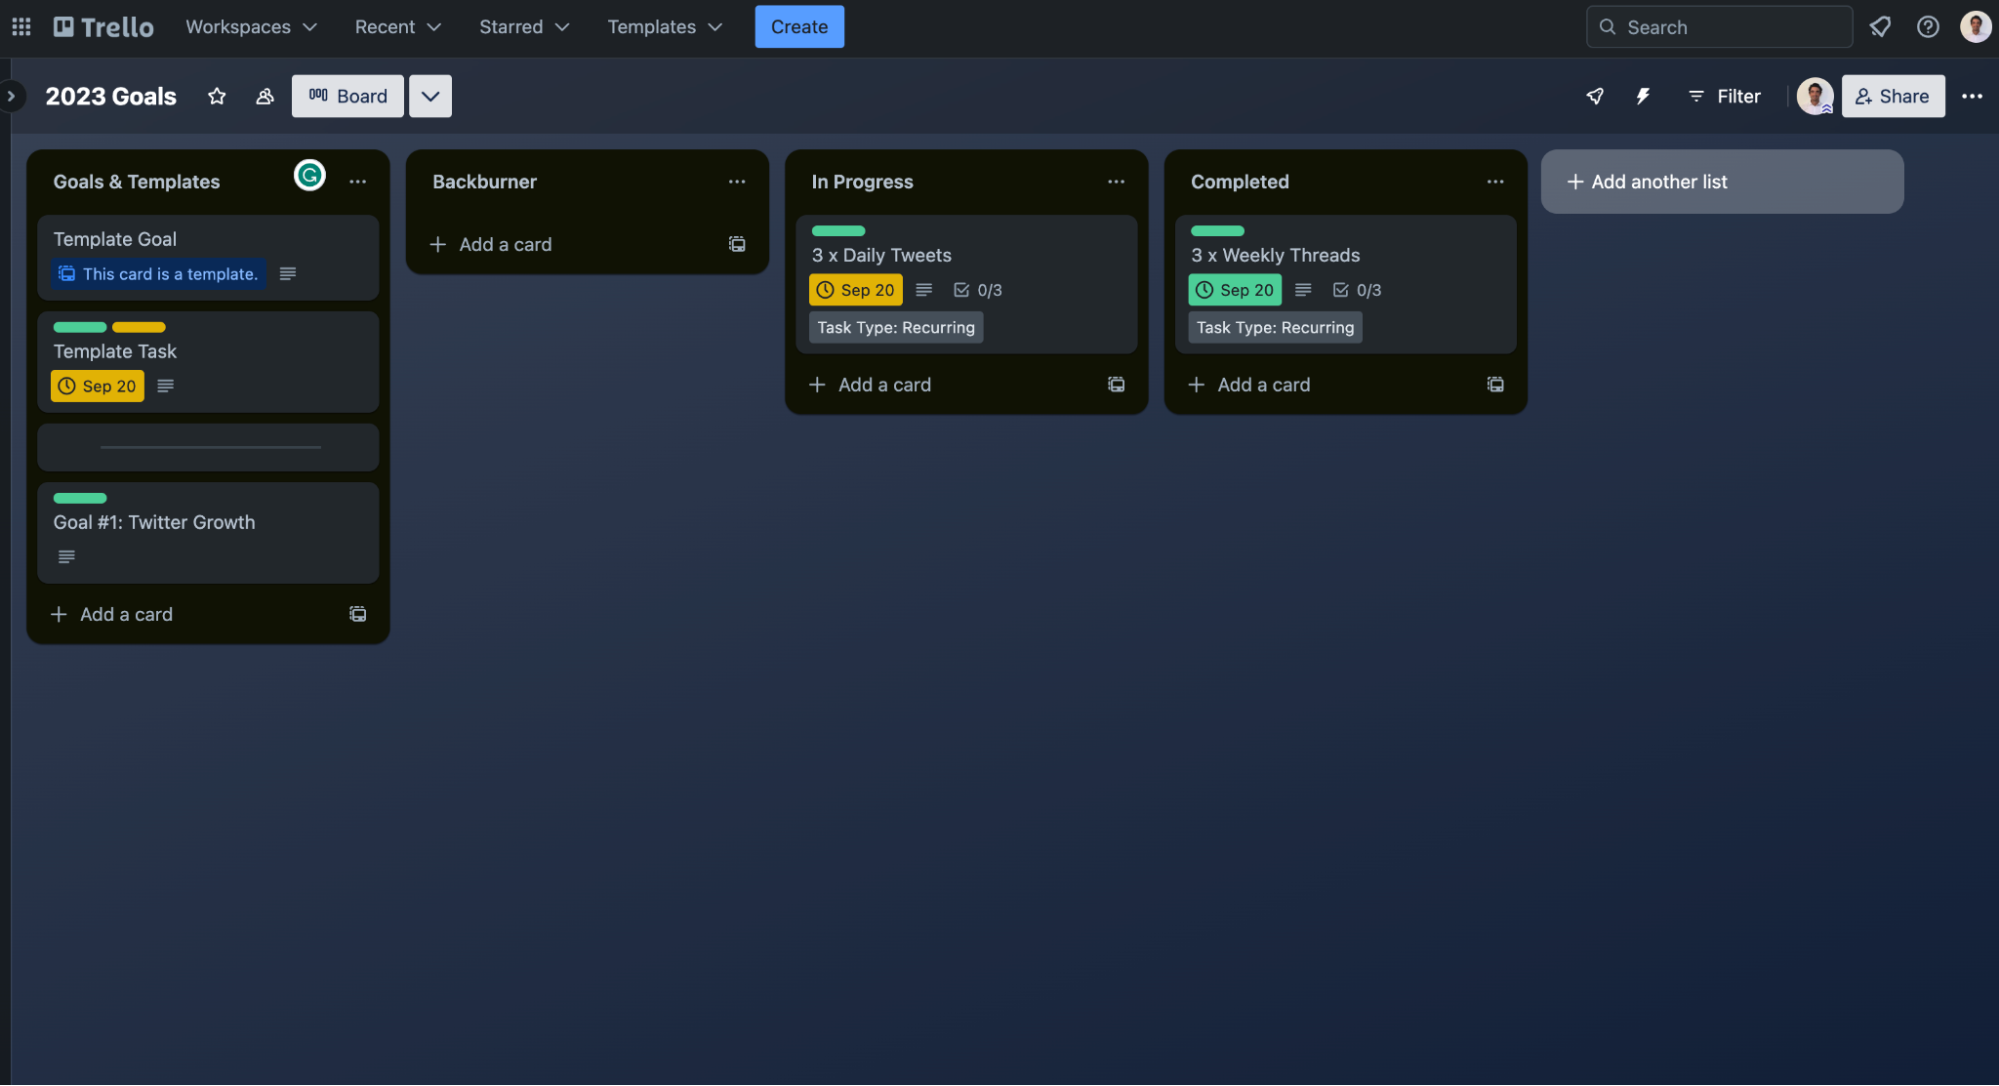 Trello
Workspaces
Recent
Starred
Templates
Create
Search
2023 Goals
Board
Filter
Share
Goals & Templates
Template Goal
This card is a template.
Template Task
Sep 20
Goal #1: Twitter Growth
Add a card
Backburner
Add a card
In Progress
3 x Daily Tweets
Sep 20 0/3
Task Type: Recurring
Add a card
Completed
3 x Weekly Threads
Sep 20 0/3
Task Type: Recurring
Add a card
+ Add another list